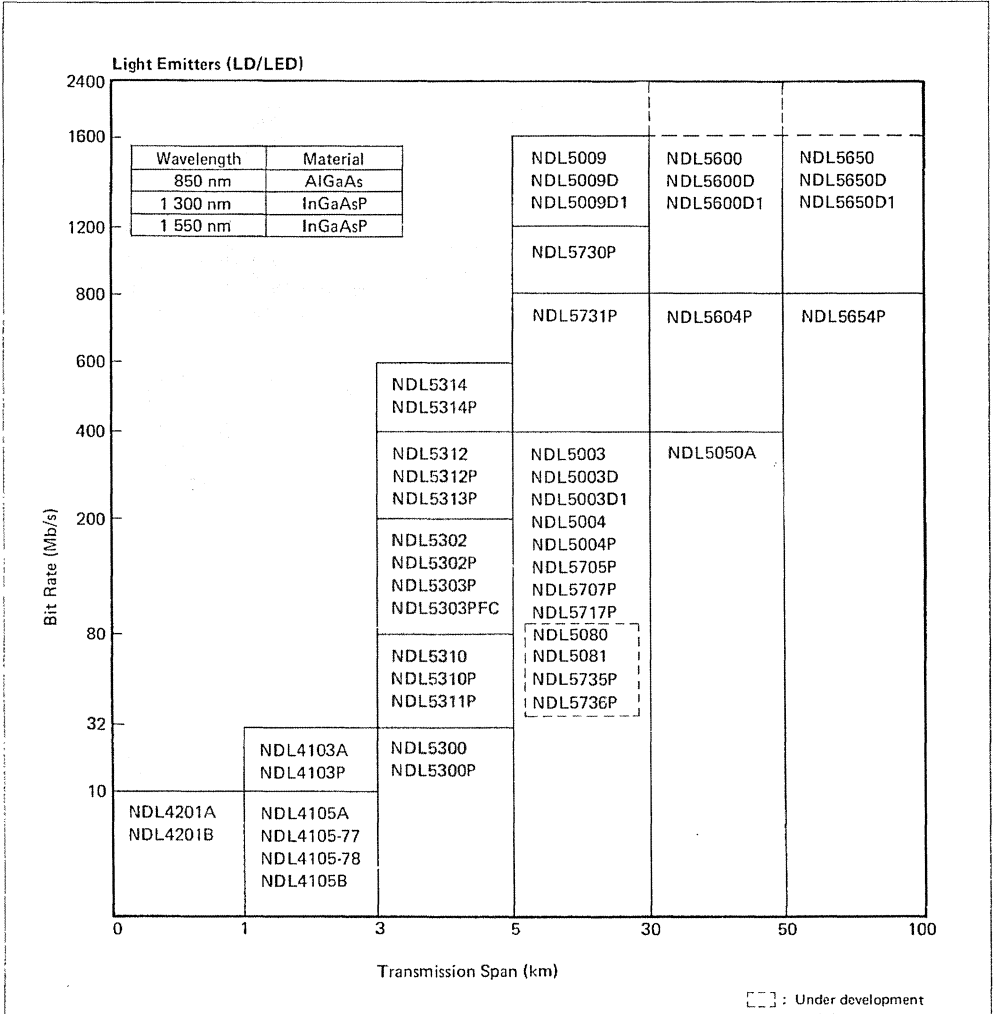 Light Emitters (LD/LED)
2400
1600
1200
800
600
400
200
80
32
10
Bit Rate (Mb/s)
Wavelength Material
850 nm AlGaAs
1 300 nm InGaAsP
1 550 nm InGaAsP
NDL5009
NDL5009D
NDL5009D1
NDL5600
NDL5600D
NDL5600D1
NDL5650
NDL5650D
NDL5650D1
NDL5730P
NDL5731P
NDL5604P
NDL5654P
NDL5314
NDL5314P
NDL5312
NDL5312P
NDL5313P
NDL5003
NDL5003D
NDL5003D1
NDL5004
NDL5004P
NDL5705P
NDL5707P
NDL5717P
NDL5080
NDL5081
NDL5735P
NDL5736P
NDL5050A
NDL5302
NDL5302P
NDL5303P
NDL5303PFC
NDL5310
NDL5310P
NDL5311P
NDL4103A
NDL4103P
NDL5300
NDL5300P
NDL4201A
NDL4201B
NDL4105A
NDL4105-77
NDL4105-78
NDL4105B
0 1 3 5 30 50 100
Transmission Span (km)
: Under development